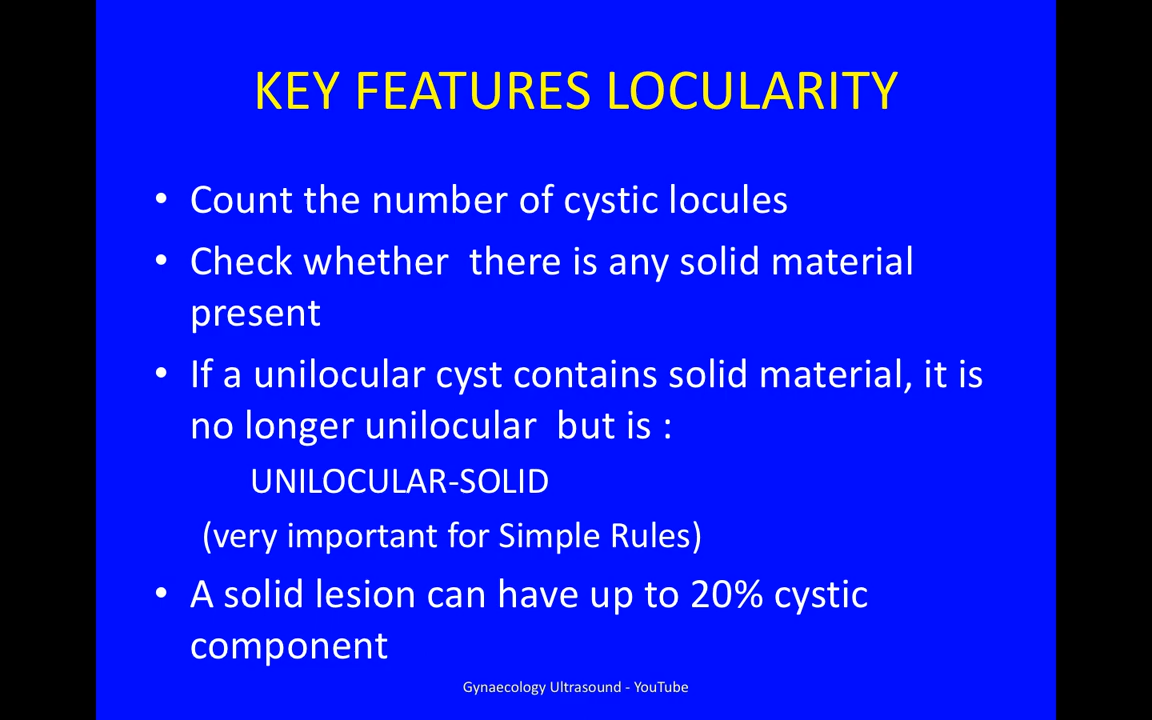 KEY FEATURES LOCULARITY
• Count the number of cystic locules
• Check whether  there is any solid material
present
• If a unilocular cyst contains solid material, it is
no longer unilocular  but is :
UNILOCULAR-SOLID
(very important for Simple Rules)
• A solid lesion can have up to 20% cystic
component
Gynaecology Ultrasound - YouTube